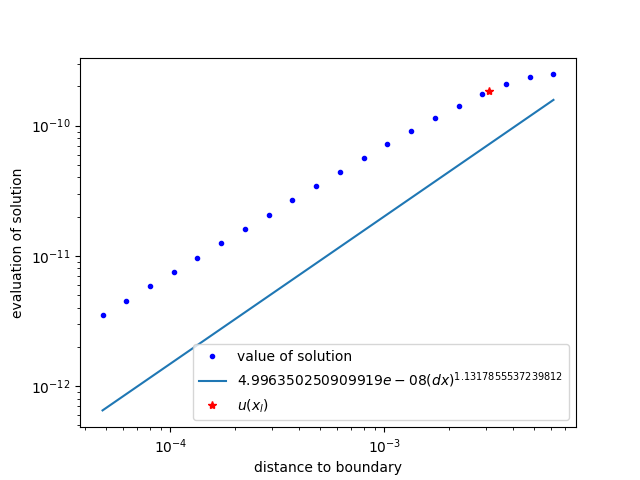 evaluation of solution
10⁻¹⁰
10⁻¹¹
10⁻¹²
value of solution
4.996350250909919e − 08(dx)¹·¹³¹⁷⁸⁵⁵⁵³⁷²³⁹⁸¹²
u(x_I)
10⁻⁴
10⁻³
distance to boundary